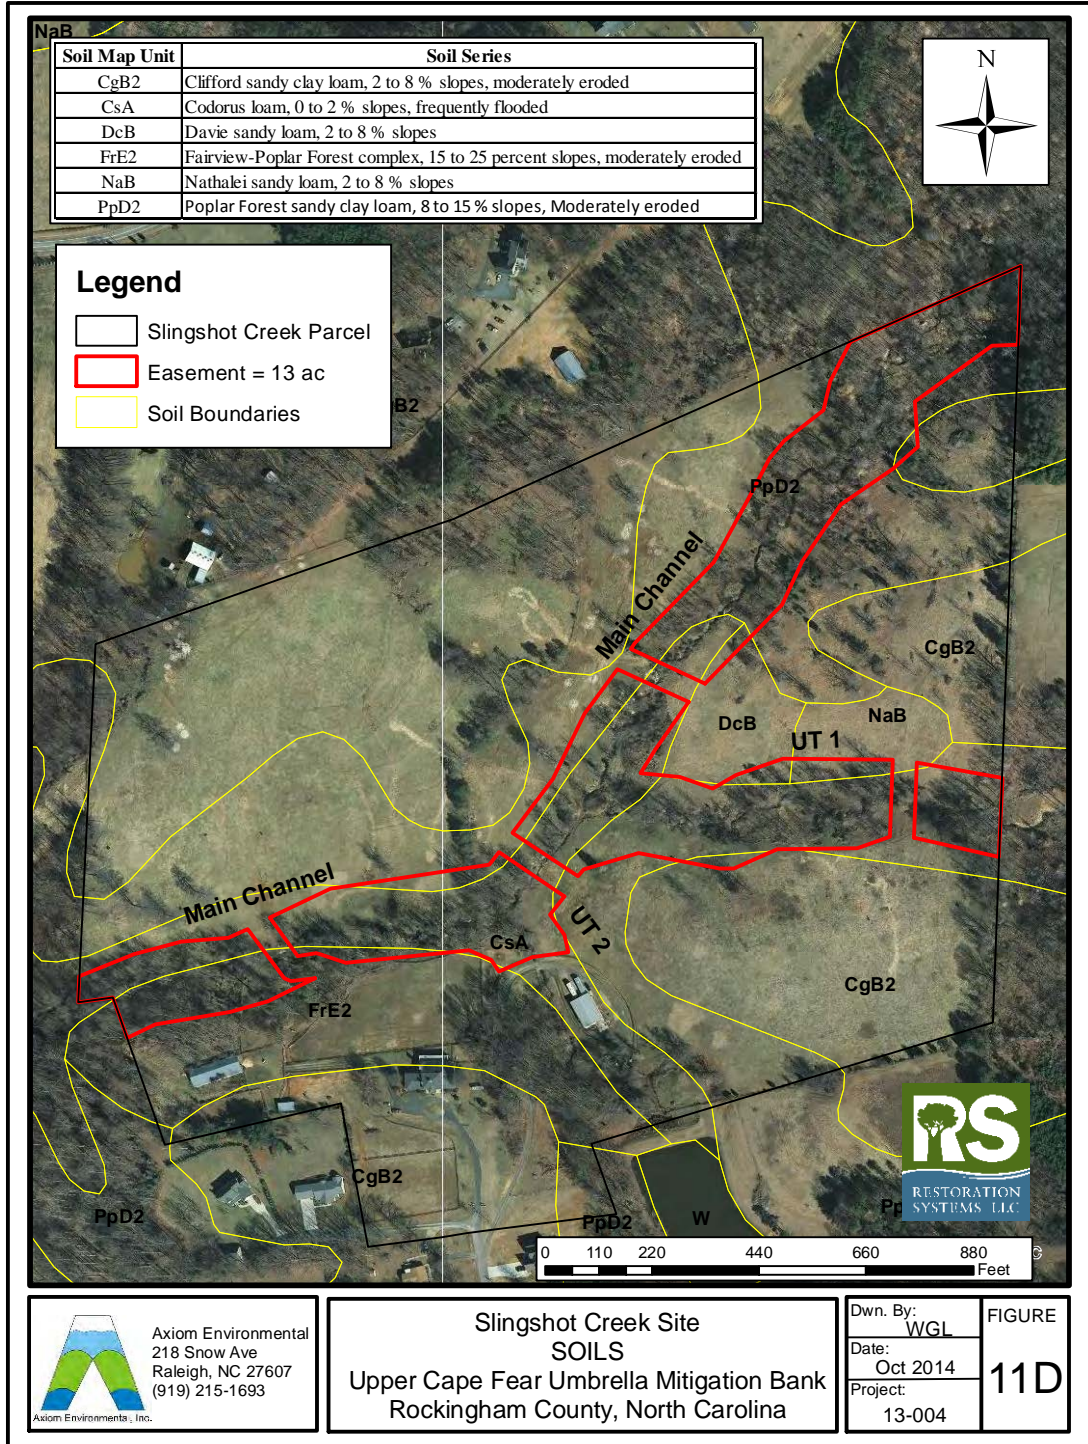 NaB
Soil Map Unit Soil Series
CgB2 Clifford sandy clay loam, 2 to 8 % slopes, moderately eroded
CsA Codorus loam, 0 to 2 % slopes, frequently flooded
DcB Davie sandy loam, 2 to 8 % slopes
FrE2 Fairview-Poplar Forest complex, 15 to 25 percent slopes, moderately eroded
NaB Nathalei sandy loam, 2 to 8 % slopes
PpD2 Poplar Forest sandy clay loam, 8 to 15 % slopes, Moderately eroded
N
Legend
Slingshot Creek Parcel
Easement = 13 ac
Soil Boundaries
B2
PpD2
Main Channel
CgB2
NaB
DcB
UT 1
Main Channel
UT 2
CsA
CgB2
FrE2
CgB2
PpD2
PpD2
W
Pp
RS
RESTORATION
SYSTEMS LLC
0 110 220 440 660 880
Feet
Axiom Environmental
218 Snow Ave
Raleigh, NC 27607
(919) 215-1693
Axiom Environmental, Inc.
Slingshot Creek Site
SOILS
Upper Cape Fear Umbrella Mitigation Bank
Rockingham County, North Carolina
Dwn. By:
WGL
Date:
Oct 2014
Project:
13-004
FIGURE
11D